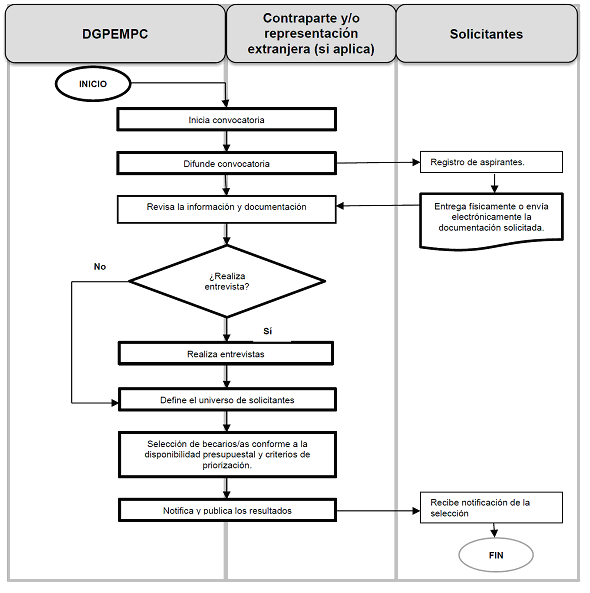 DGPEMPC
Contraparte y/o
representación
extranjera (si aplica)
Solicitantes
INICIO
Inicia convocatoria
Difunde convocatoria
Registro de aspirantes.
Revisa la información y documentación
Entrega físicamente o envía
electrónicamente la
documentación solicitada.
¿Realiza
entrevista?
No
Sí
Realiza entrevistas
Define el universo de solicitantes
Selección de becarios/as conforme a la
disponibilidad presupuestal y criterios de
priorización.
Notifica y publica los resultados
Recibe notificación de la
selección
FIN